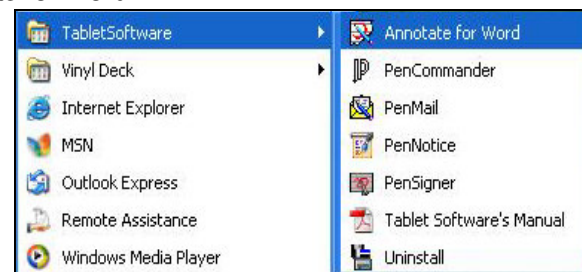 TabletSoftware
Vinyl Deck
Internet Explorer
MSN
Outlook Express
Remote Assistance
Windows Media Player
Annotate for Word
PenCommander
PenMail
PenNotice
PenSigner
Tablet Software's Manual
Uninstall